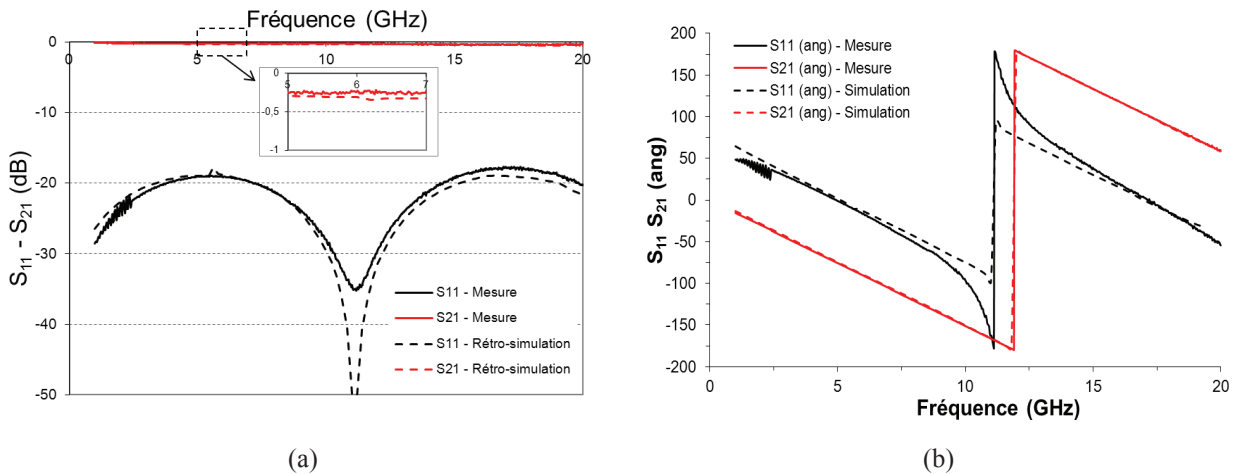 Fréquence (GHz)
0
0 5 10 15 20
0
5 6 7
-0,5
-1
-10
-20
-30
-40
-50
S11 - S21 (dB)
S11 - Mesure
S21 - Mesure
S11 - Rétro-simulation
S21 - Rétro-simulation
(a)
200
150
100
50
0
-50
-100
-150
-200
S11 S21 (ang)
S11 (ang) - Mesure
S21 (ang) - Mesure
S11 (ang) - Simulation
S21 (ang) - Simulation
0 5 10 15 20
Fréquence (GHz)
(b)